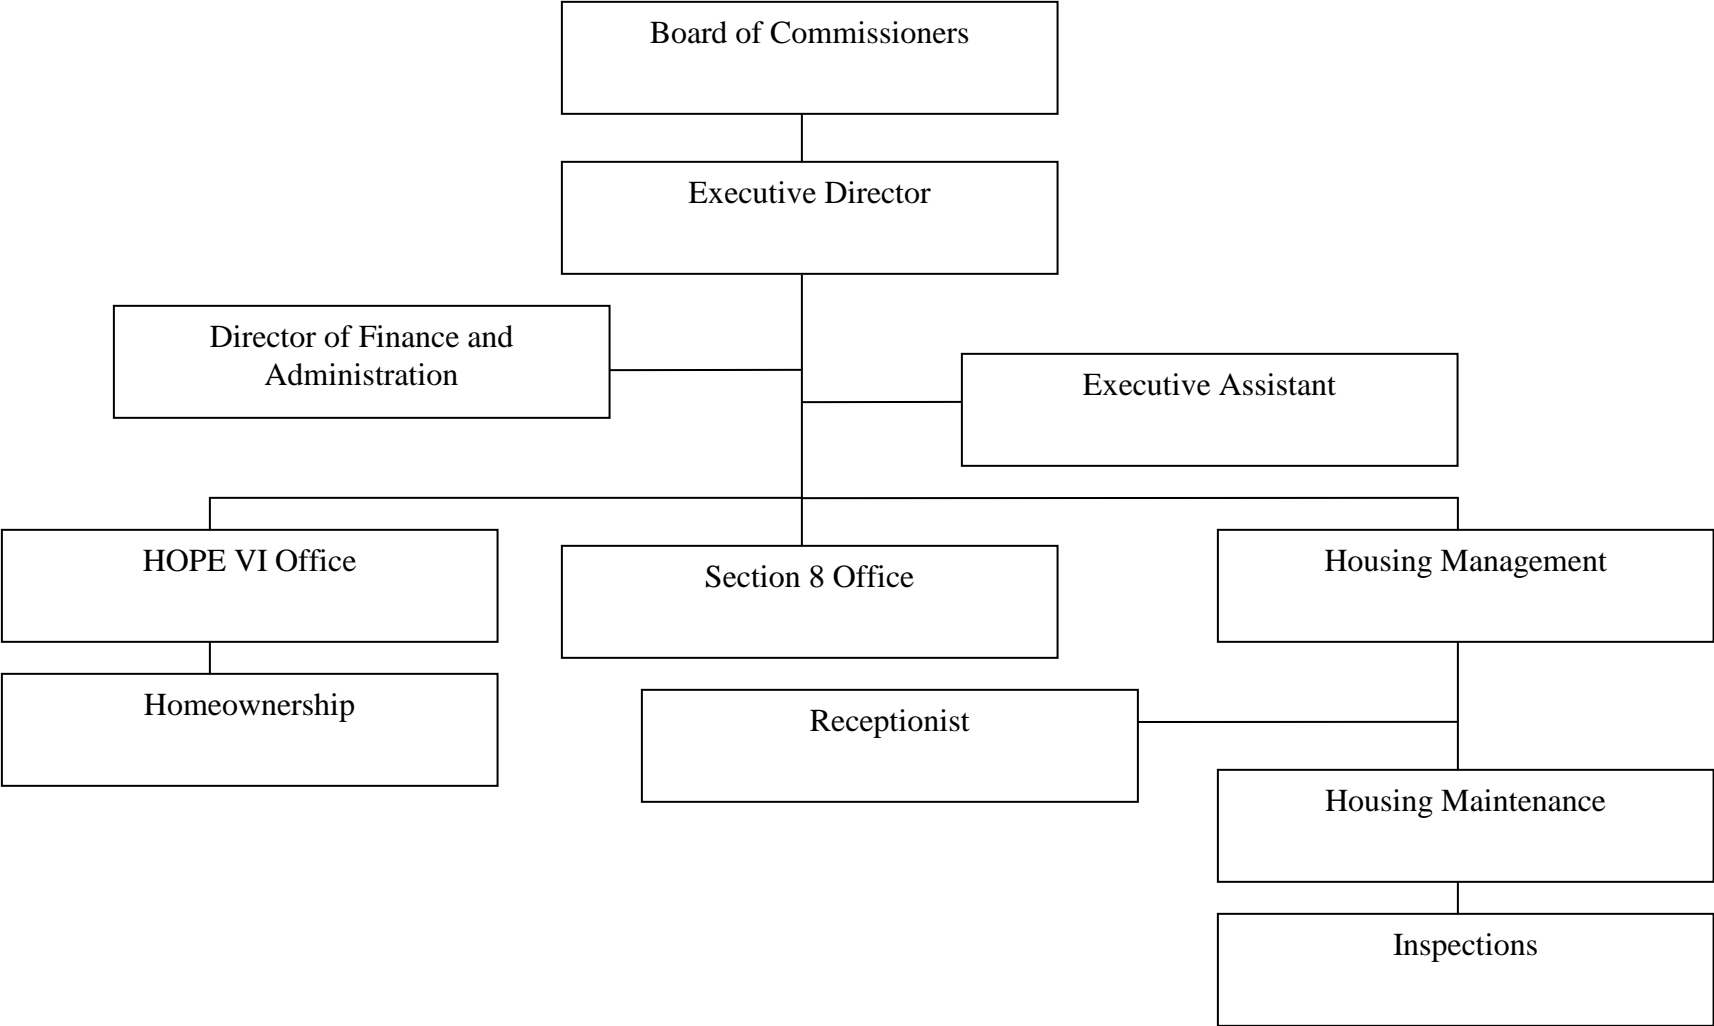 Board of Commissioners
Executive Director
Director of Finance and
Administration
Executive Assistant
HOPE VI Office
Section 8 Office
Housing Management
Homeownership
Receptionist
Housing Maintenance
Inspections